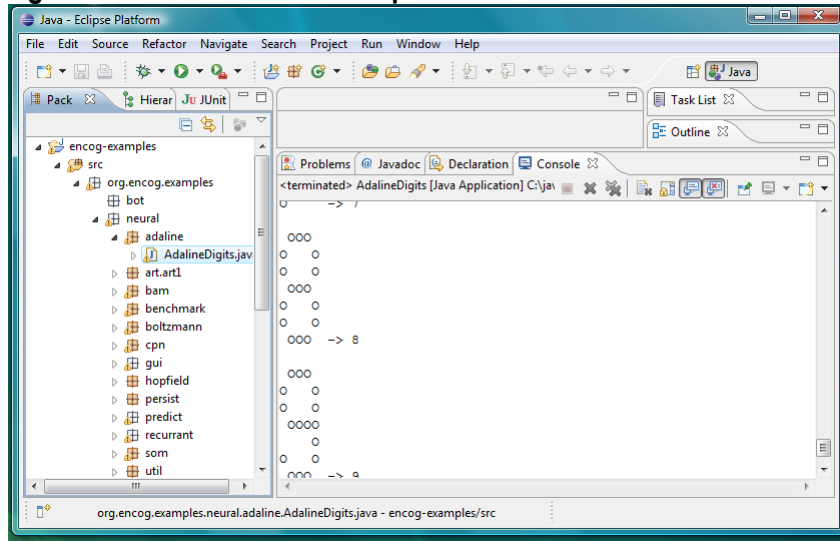 Java - Eclipse Platform
File Edit Source Refactor Navigate Search Project Run Window Help
Java
Pack Hierar Ju JUnit
Task List
Outline
encog-examples
src
org.encog.examples
bot
neural
adaline
AdalineDigits.jav
art.art1
bam
benchmark
boltzmann
cpn
gui
hopfield
persist
predict
recurrant
som
util
Problems @ Javadoc Declaration Console
<terminated> AdalineDigits [Java Application] C:\jav
O -> 7
OOO
O O
O O
OOO
O O
O O
OOO -> 8
OOO
O O
O O
OOOO
O
O O
OOO -> 9
org.encog.examples.neural.adaline.AdalineDigits.java - encog-examples/src